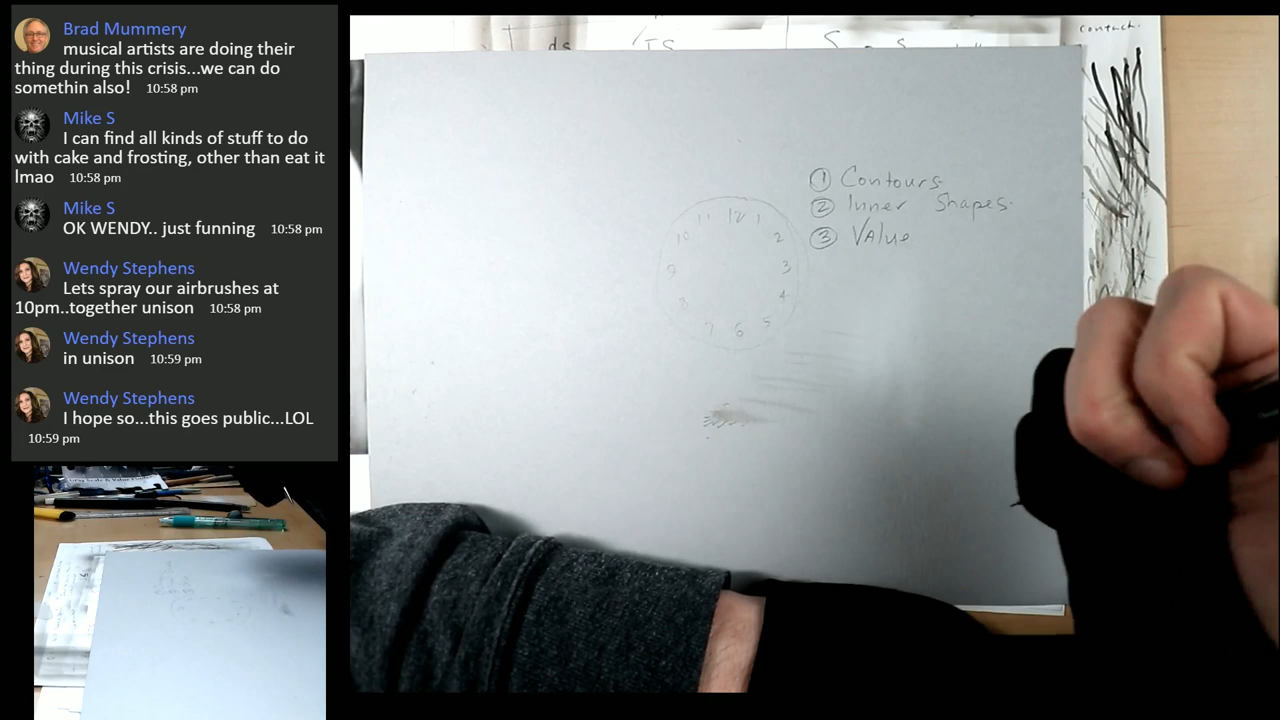 Brad Mummery
musical artists are doing their
thing during this crisis...we can do
somethin also! 10:58 pm
Mike S
I can find all kinds of stuff to do
with cake and frosting, other than eat it
lmao 10:58 pm
Mike S
OK WENDY.. just funning 10:58 pm
Wendy Stephens
Lets spray our airbrushes at
10pm..together unison 10:58 pm
Wendy Stephens
in unison 10:59 pm
Wendy Stephens
I hope so...this goes public...LOL
10:59 pm
contach.
① Contours
② Inner Shapes.
③ Value
11 12 1
10 2
9 3
8 4
7 6 5